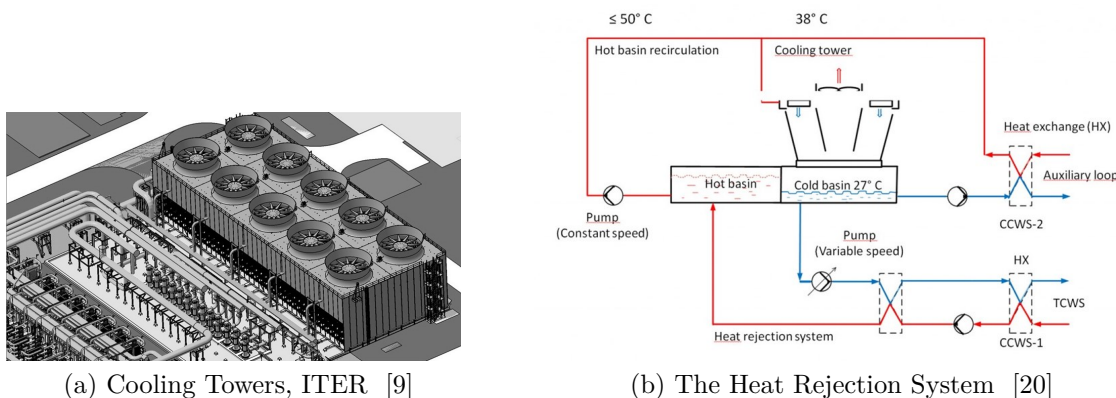 ≤ 50° C 38° C
Hot basin recirculation Cooling tower
Heat exchange (HX)
Auxiliary loop
Hot basin Cold basin 27° C
CCWS-2
Pump
(Constant speed)
Pump
(Variable speed)
HX
TCWS
Heat rejection system
CCWS-1
(a) Cooling Towers, ITER [9] (b) The Heat Rejection System [20]